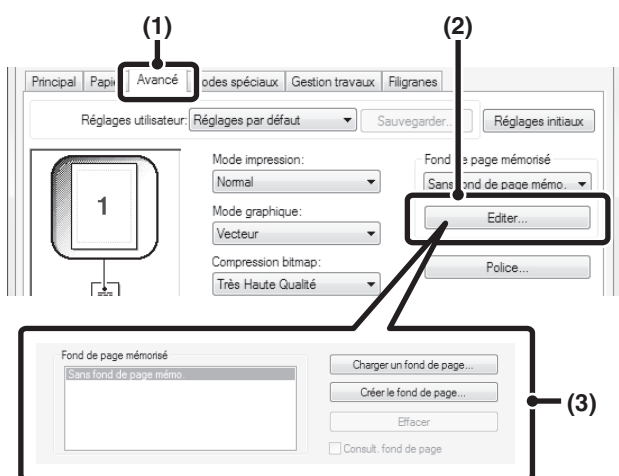 (1)
(2)
Principal Papi Avancé odes spéciaux Gestion travaux Filigranes
Réglages utilisateur: Réglages par défaut Sauvegarder... Réglages initiaux
Mode impression: Fond de page mémorisé
Normal Sans fond de page mémo.
1
Mode graphique: Editer...
Vecteur
Compression bitmap: Police...
Très Haute Qualité
Fond de page mémorisé
Sans fond de page mémo.
Charger un fond de page...
Créer le fond de page...
(3)
Effacer
Consult. fond de page